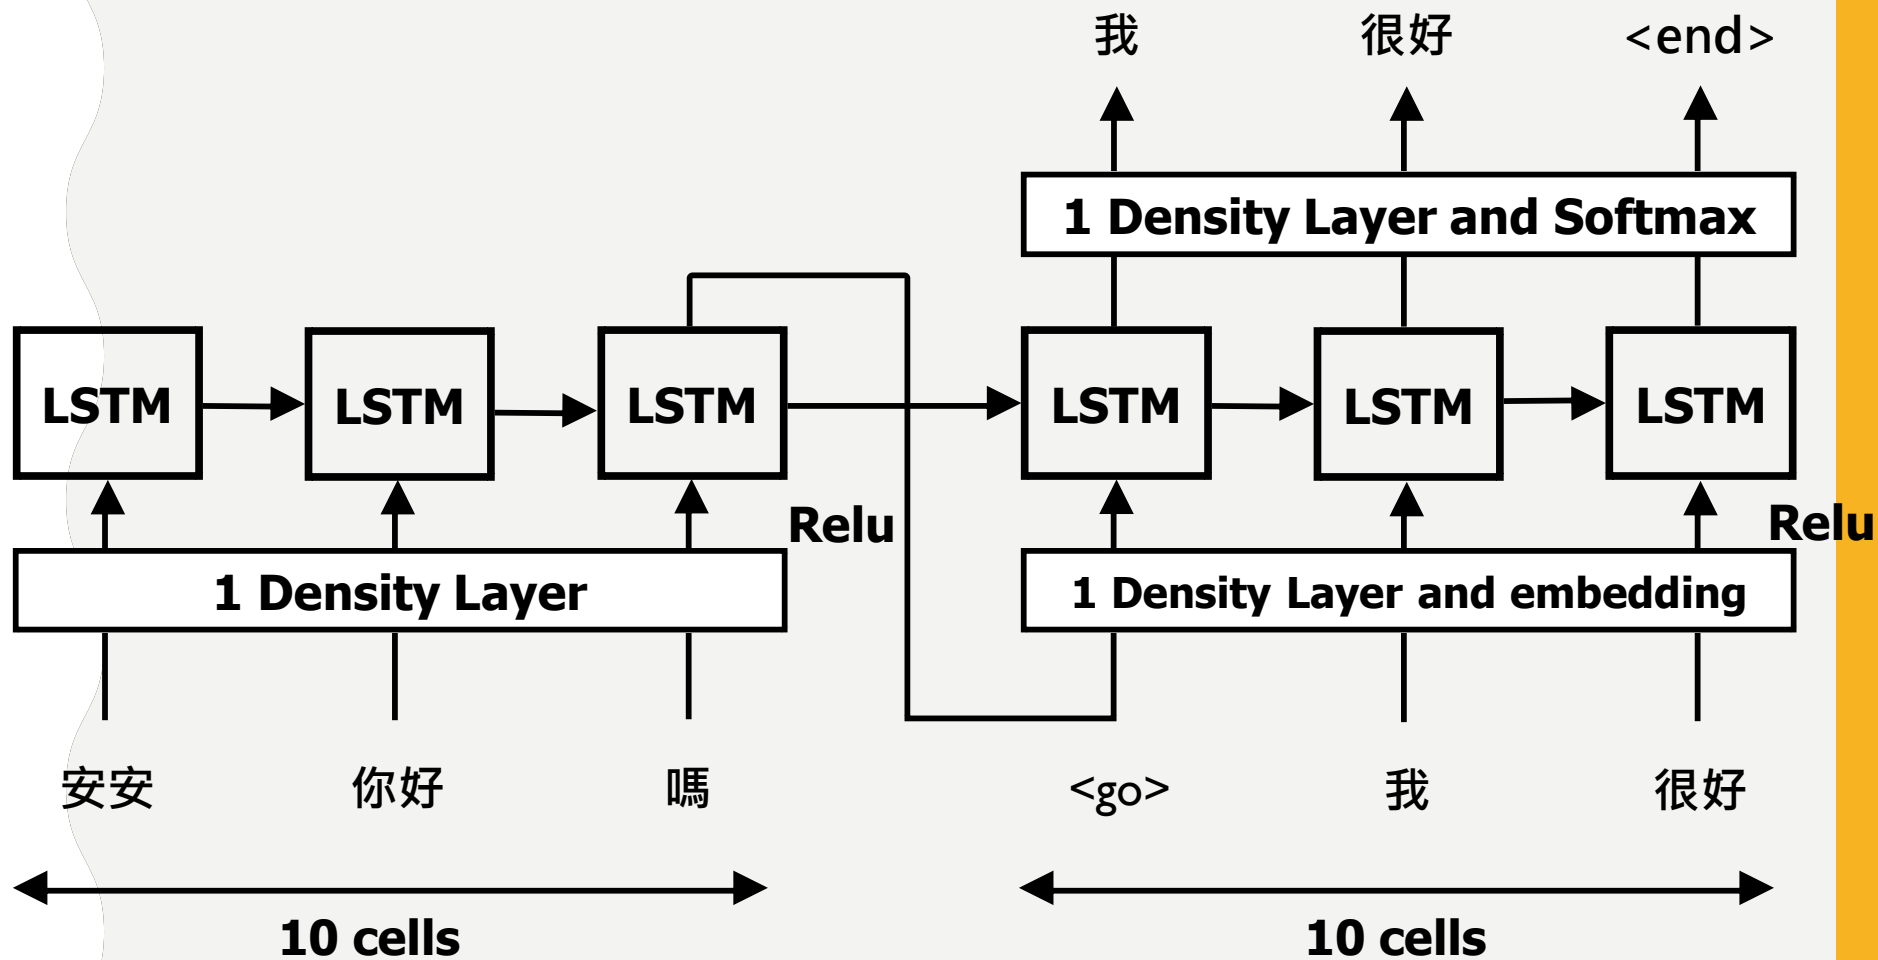 我 很好 <end>
1 Density Layer and Softmax
LSTM LSTM LSTM LSTM LSTM LSTM
Relu Relu
1 Density Layer 1 Density Layer and embedding
安安 你好 嗎 <go> 我 很好
10 cells 10 cells